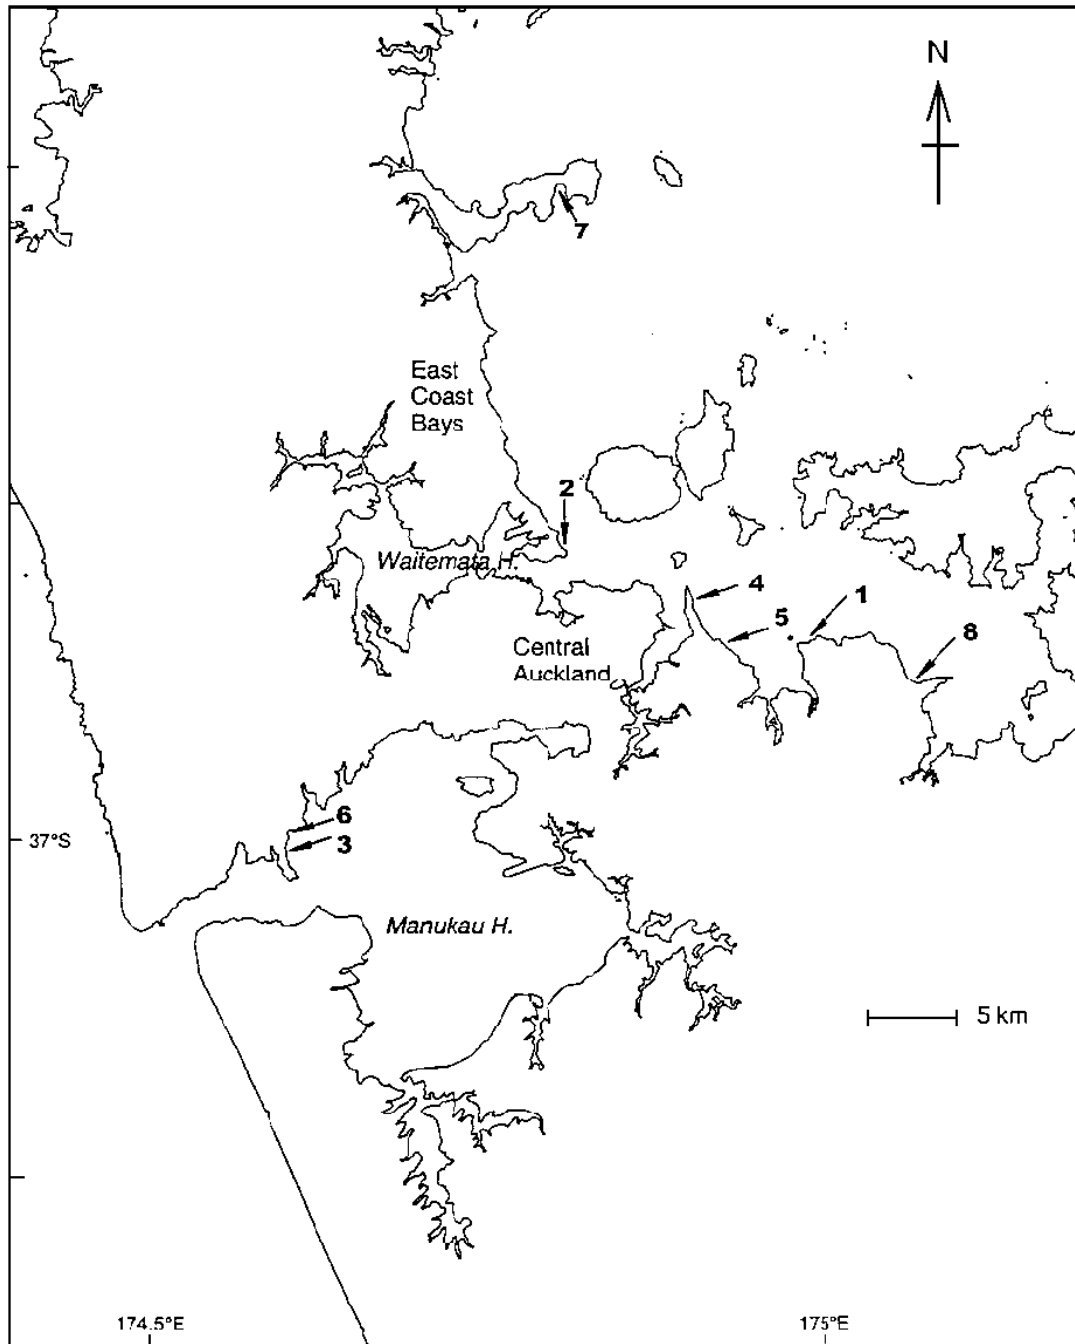 N
7
East
Coast
Bays
2
Waitemata H.
4
1
5
8
Central
Auckland
6
37°S
3
Manukau H.
5 km
174.5°E
175°E